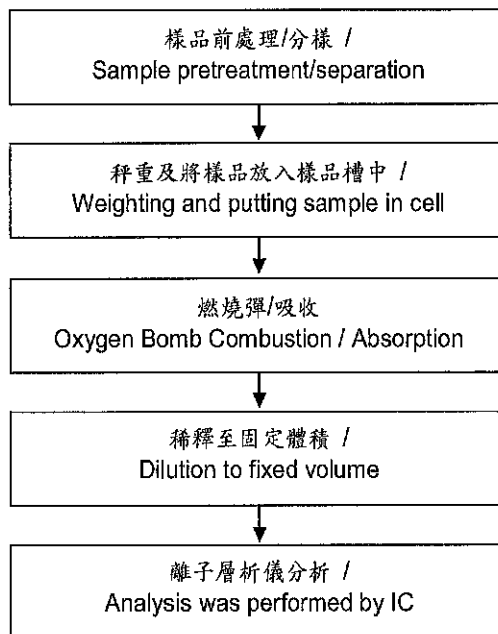 樣品前處理/分樣 /
Sample pretreatment/separation
秤重及將樣品放入樣品槽中 /
Weighting and putting sample in cell
燃燒彈/吸收
Oxygen Bomb Combustion / Absorption
稀釋至固定體積 /
Dilution to fixed volume
離子層析儀分析 /
Analysis was performed by IC